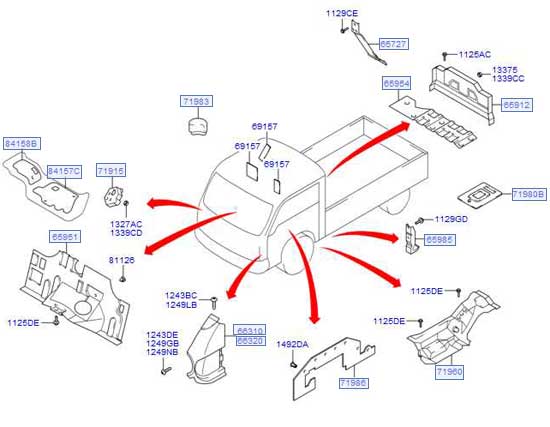 1129CE
65727
1125AC
13375
1339CC
65954
65912
71983
69157
69157
69157
84158B
84157C
71915
1327AC
1339CD
71980B
1129GD
65985
65951
81126
1125DE
1243BC
1249LB
1243DE
1249GB
1249NB
66310
66320
1492DA
71986
1125DE
1125DE
71960